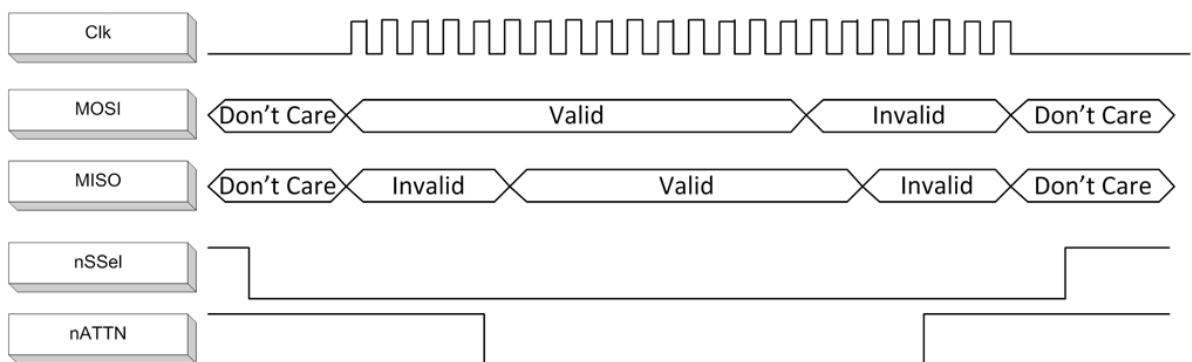 Clk
MOSI
Don't Care Valid Invalid Don't Care
MISO
Don't Care Invalid Valid Invalid Don't Care
nSSel
nATTN